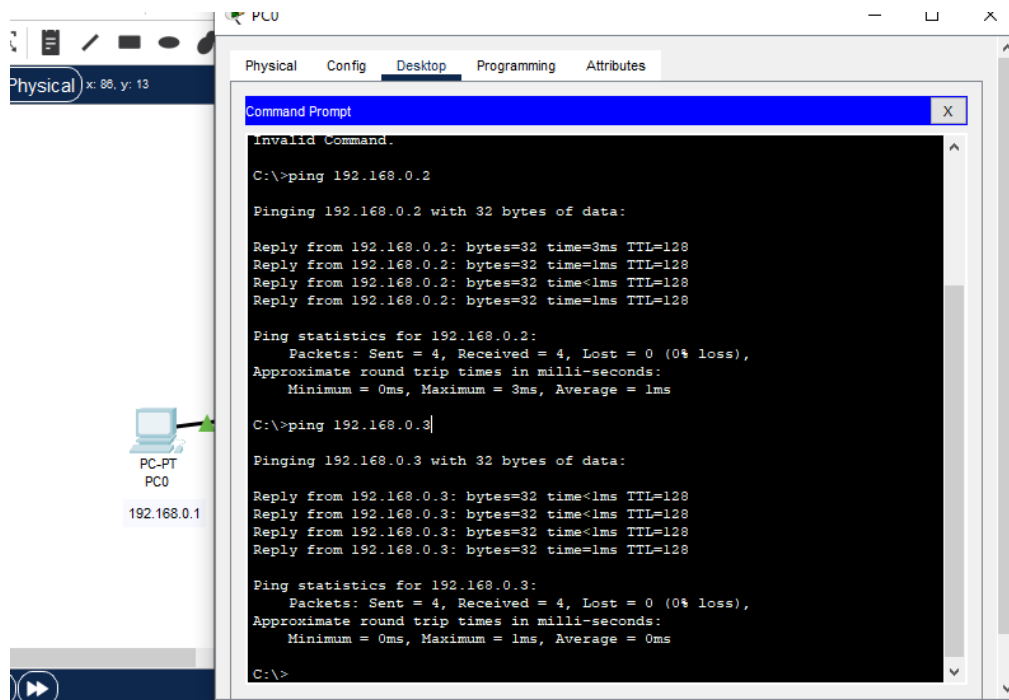 PC0
Physical
Config
Desktop
Programming
Attributes
Physical
x: 86, y: 13
Command Prompt
X
Invalid Command.
C:\>ping 192.168.0.2
Pinging 192.168.0.2 with 32 bytes of data:
Reply from 192.168.0.2: bytes=32 time=3ms TTL=128
Reply from 192.168.0.2: bytes=32 time=1ms TTL=128
Reply from 192.168.0.2: bytes=32 time<1ms TTL=128
Reply from 192.168.0.2: bytes=32 time=1ms TTL=128
Ping statistics for 192.168.0.2:
Packets: Sent = 4, Received = 4, Lost = 0 (0% loss),
Approximate round trip times in milli-seconds:
Minimum = 0ms, Maximum = 3ms, Average = 1ms
C:\>ping 192.168.0.3
Pinging 192.168.0.3 with 32 bytes of data:
Reply from 192.168.0.3: bytes=32 time<1ms TTL=128
Reply from 192.168.0.3: bytes=32 time<1ms TTL=128
Reply from 192.168.0.3: bytes=32 time<1ms TTL=128
Reply from 192.168.0.3: bytes=32 time=1ms TTL=128
Ping statistics for 192.168.0.3:
Packets: Sent = 4, Received = 4, Lost = 0 (0% loss),
Approximate round trip times in milli-seconds:
Minimum = 0ms, Maximum = 1ms, Average = 0ms
C:\>
PC-PT
PC0
192.168.0.1